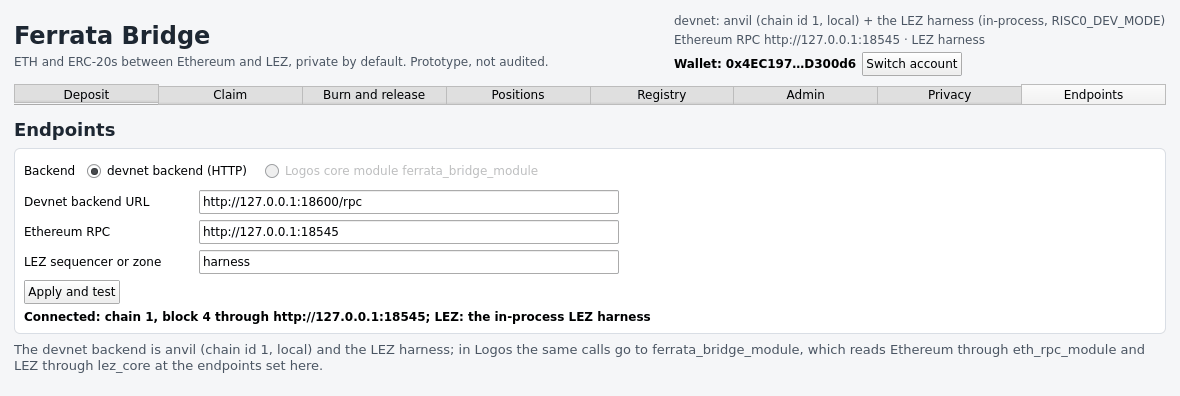 Ferrata Bridge
ETH and ERC-20s between Ethereum and LEZ, private by default. Prototype, not audited.
devnet: anvil (chain id 1, local) + the LEZ harness (in-process, RISC0_DEV_MODE)
Ethereum RPC http://127.0.0.1:18545 · LEZ harness
Wallet: 0x4EC197…D300d6 Switch account
Deposit Claim Burn and release Positions Registry Admin Privacy Endpoints
Endpoints
Backend devnet backend (HTTP) Logos core module ferrata_bridge_module
Devnet backend URL http://127.0.0.1:18600/rpc
Ethereum RPC http://127.0.0.1:18545
LEZ sequencer or zone harness
Apply and test
Connected: chain 1, block 4 through http://127.0.0.1:18545; LEZ: the in-process LEZ harness
The devnet backend is anvil (chain id 1, local) and the LEZ harness; in Logos the same calls go to ferrata_bridge_module, which reads Ethereum through eth_rpc_module and
LEZ through lez_core at the endpoints set here.